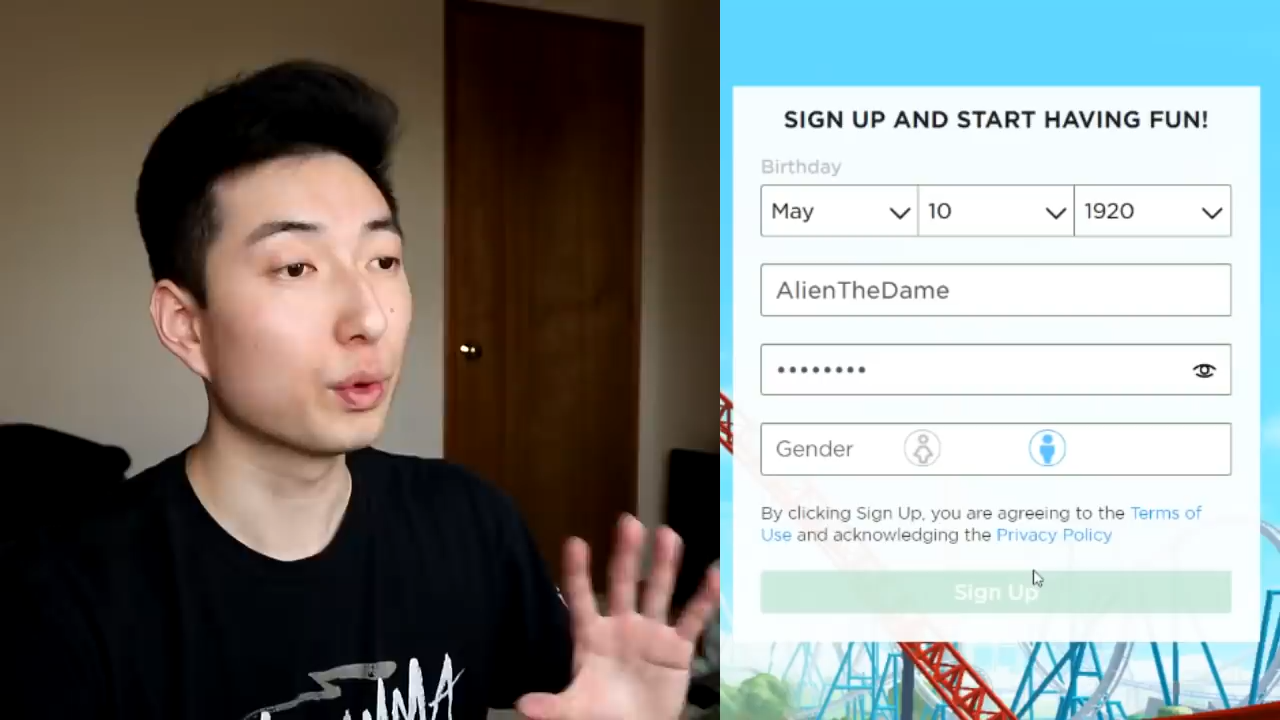 SIGN UP AND START HAVING FUN!
Birthday
May 10 1920
AlienTheDame
••••••••
Gender
By clicking Sign Up, you are agreeing to the Terms of
Use and acknowledging the Privacy Policy
Sign Up